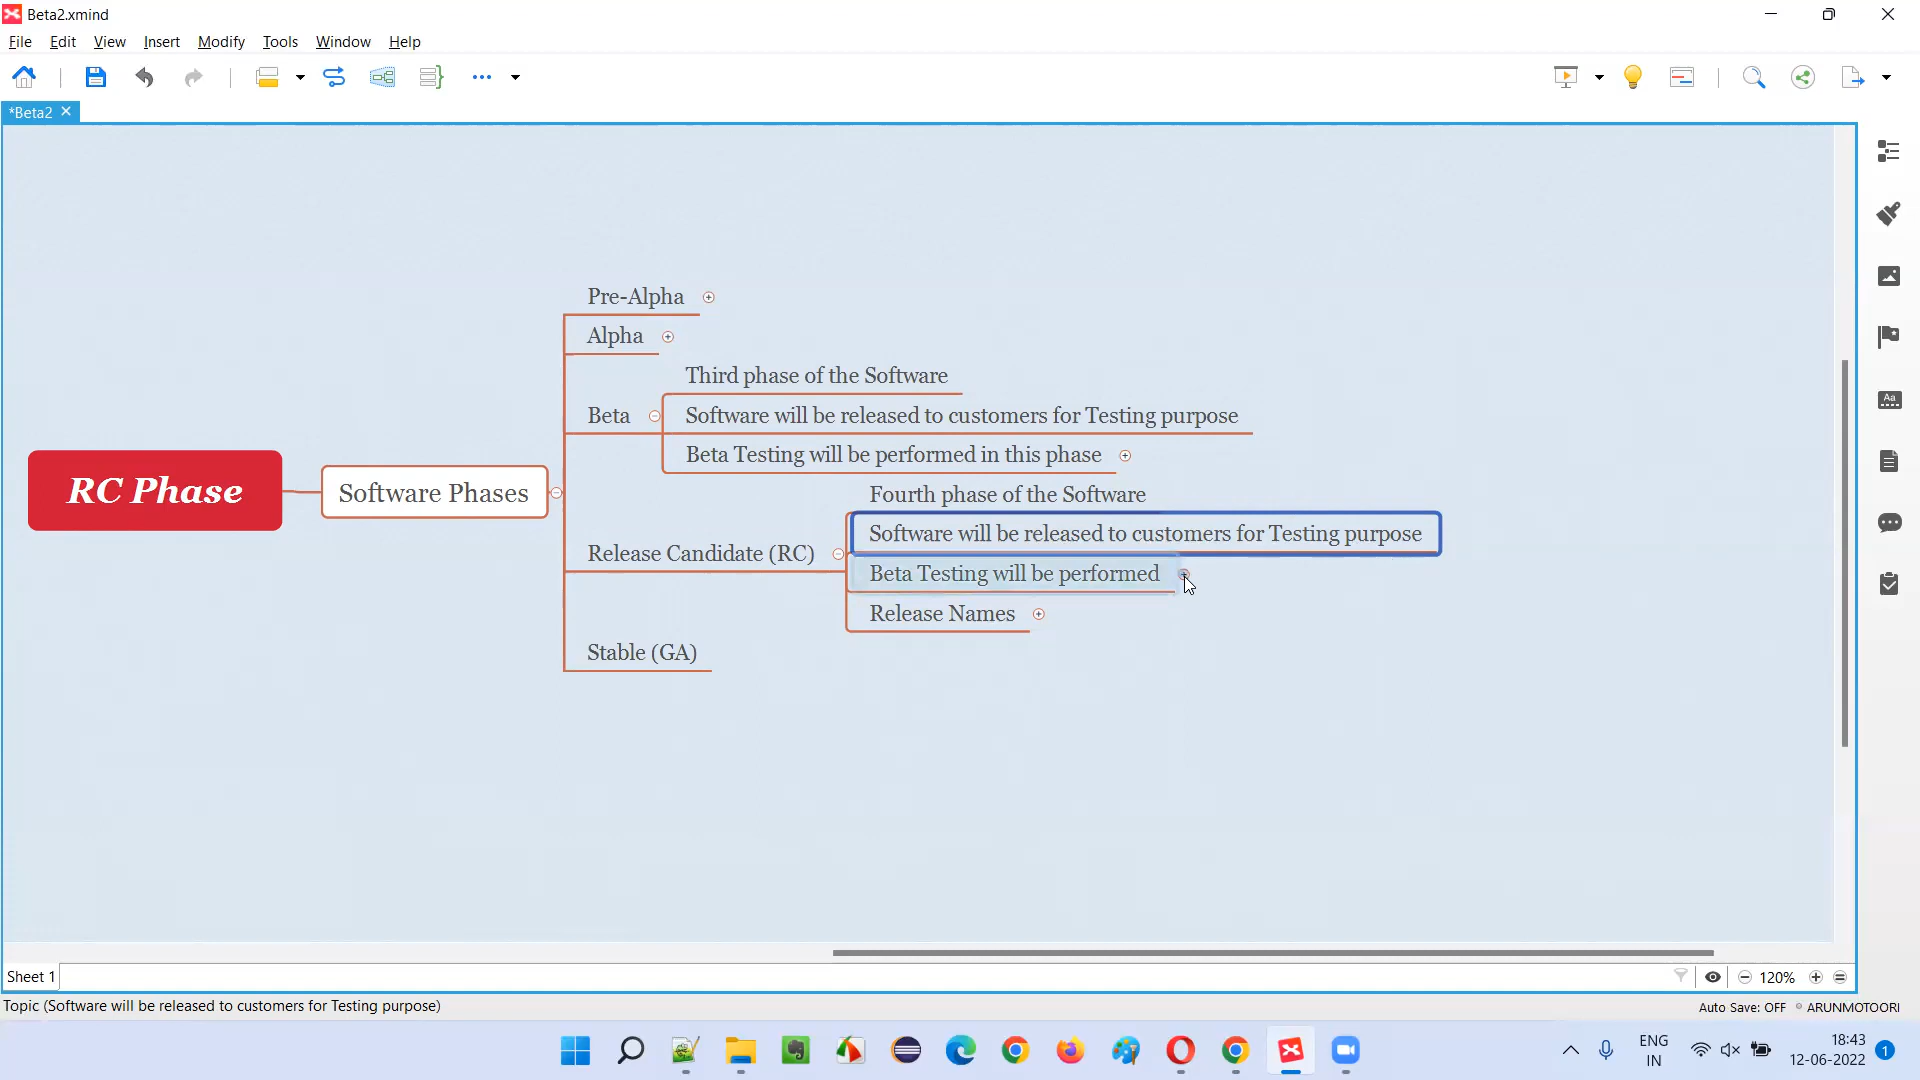 Beta2.xmind
File Edit View Insert Modify Tools Window Help
*Beta2
Pre-Alpha
Alpha
Third phase of the Software
Beta
Software will be released to customers for Testing purpose
Beta Testing will be performed in this phase
RC Phase
Software Phases
Fourth phase of the Software
Software will be released to customers for Testing purpose
Release Candidate (RC)
Beta Testing will be performed
Release Names
Stable (GA)
Aa
Sheet 1
120%
Topic (Software will be released to customers for Testing purpose)
Auto Save: OFF
ARUNMOTOORI
ENG
IN
18:43
12-06-2022
1